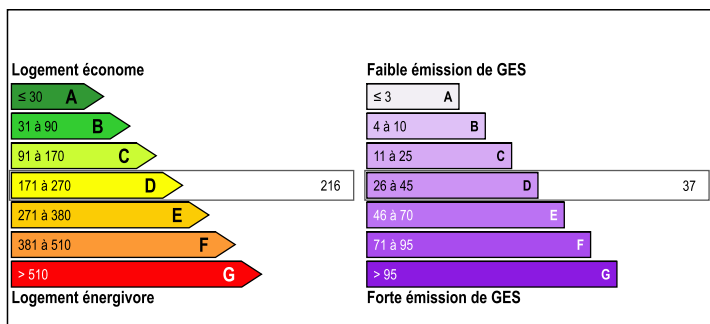 Logement économe
≤ 30 A
31 à 90 B
91 à 170 C
171 à 270 D 216
271 à 380 E
381 à 510 F
> 510 G
Logement énergivore
Faible émission de GES
≤ 3 A
4 à 10 B
11 à 25 C
26 à 45 D 37
46 à 70 E
71 à 95 F
> 95 G
Forte émission de GES